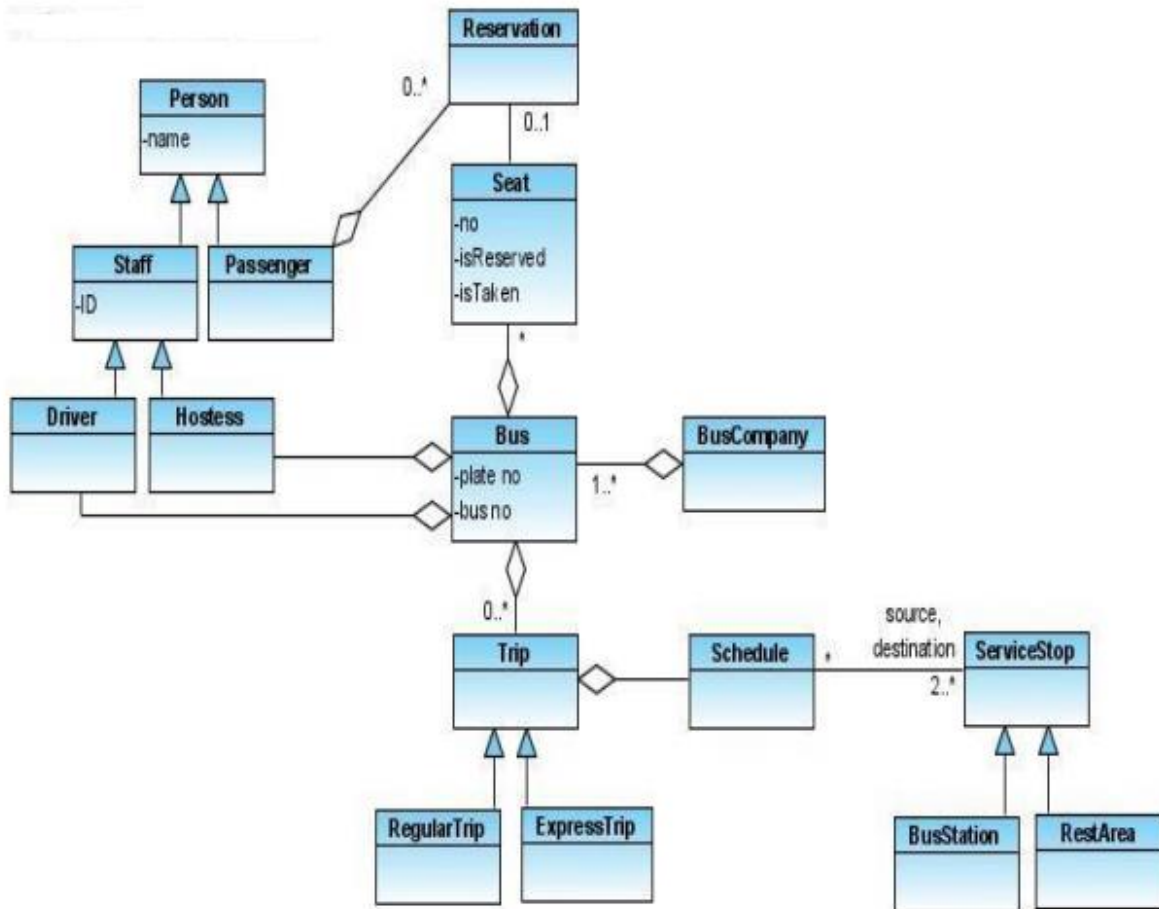 Reservation
0..*
Person
-name
0..1
Seat
-no
-isReserved
-isTaken
Staff
-ID
Passenger
*
Driver
Hostess
Bus
-plate no
-bus no
BusCompany
1..*
0..*
source,
destination
Trip
Schedule
*
ServiceStop
2..*
RegularTrip
ExpressTrip
BusStation
RestArea